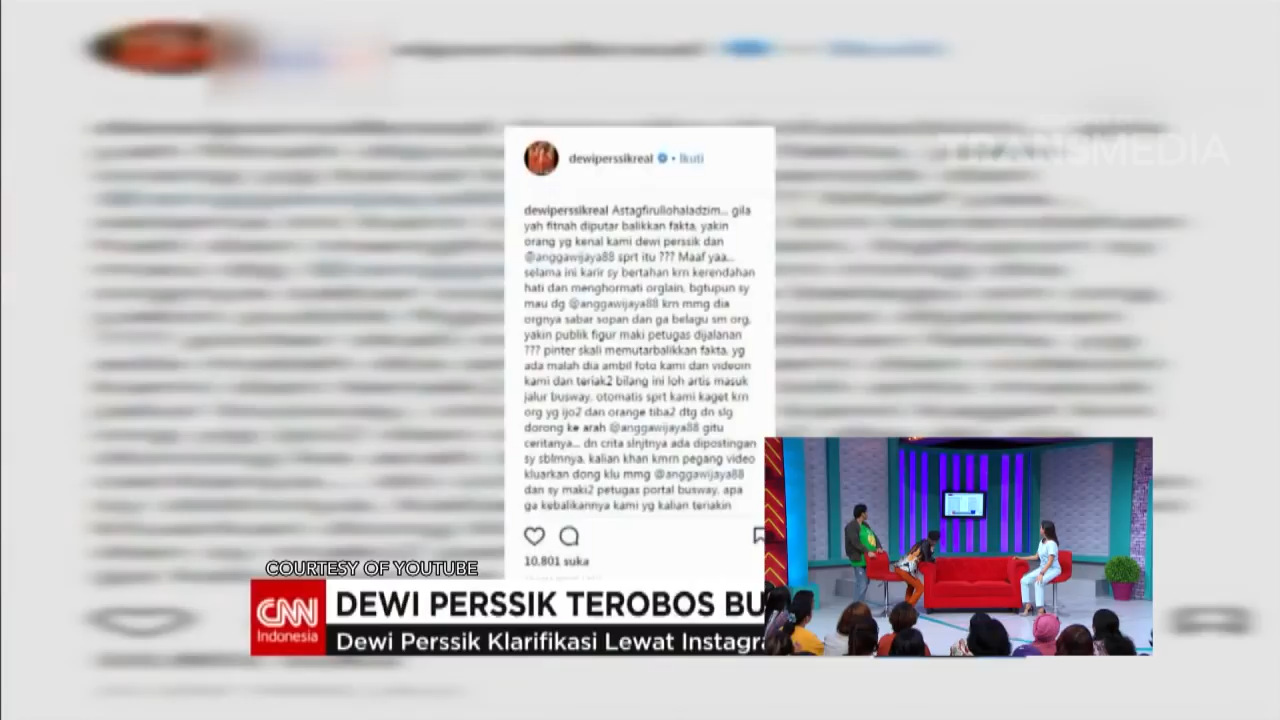 TRANSMEDIA
dewiperssikreal • Ikuti
dewiperssikreal Astagfirullohaladzim... gila
yah fitnah diputar balikkan fakta, yakin
orang yg kenal kami dewi perssik dan
@anggawijaya88 sprt itu ??? Maaf yaa...
selama ini karir sy bertahan krn kerendahan
hati dan menghormati orglain, bgtupun sy
mau dg @anggawijaya88 krn mmg dia
orgnya sabar sopan dan ga belagu sm org,
yakin publik figur maki petugas dijalanan
??? pinter skali memutarbalikkan fakta, yg
ada malah dia ambil foto kami dan videoin
kami dan teriak2 bilang ini loh artis masuk
jalur busway, otomatis sprt kami kaget krn
org yg ijo2 dan orange tiba2 dtg dn slg
dorong ke arah @anggawijaya88 gitu
ceritanya... dn crita slnjtnya ada dipostingan
sy sblmnya, kalian khan kmrn pegang video
kluarkan dong klu mmg @anggawijaya88
dan sy maki2 petugas portal busway, apa
ga kebalikannya kami yg kalian teriakin
10.801 suka
COURTESY OF YOUTUBE
CNN
Indonesia
DEWI PERSSIK TEROBOS BU
Dewi Perssik Klarifikasi Lewat Instagra